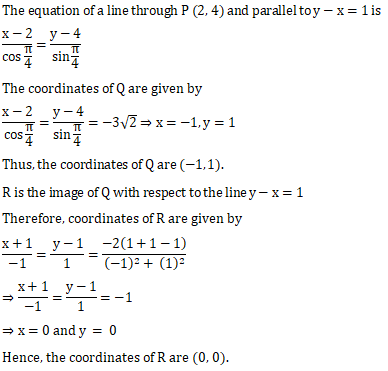 The equation of a line through P (2, 4) and parallel to y − x = 1 is
(x − 2)/(cos π/4) = (y − 4)/(sin π/4)
The coordinates of Q are given by
(x − 2)/(cos π/4) = (y − 4)/(sin π/4) = −3√2 ⇒ x = −1, y = 1
Thus, the coordinates of Q are (−1,1).
R is the image of Q with respect to the line y − x = 1
Therefore, coordinates of R are given by
(x + 1)/(−1) = (y − 1)/1 = (−2(1 + 1 − 1))/((−1)² + (1)²)
⇒ (x + 1)/(−1) = (y − 1)/1 = −1
⇒ x = 0 and y = 0
Hence, the coordinates of R are (0, 0).